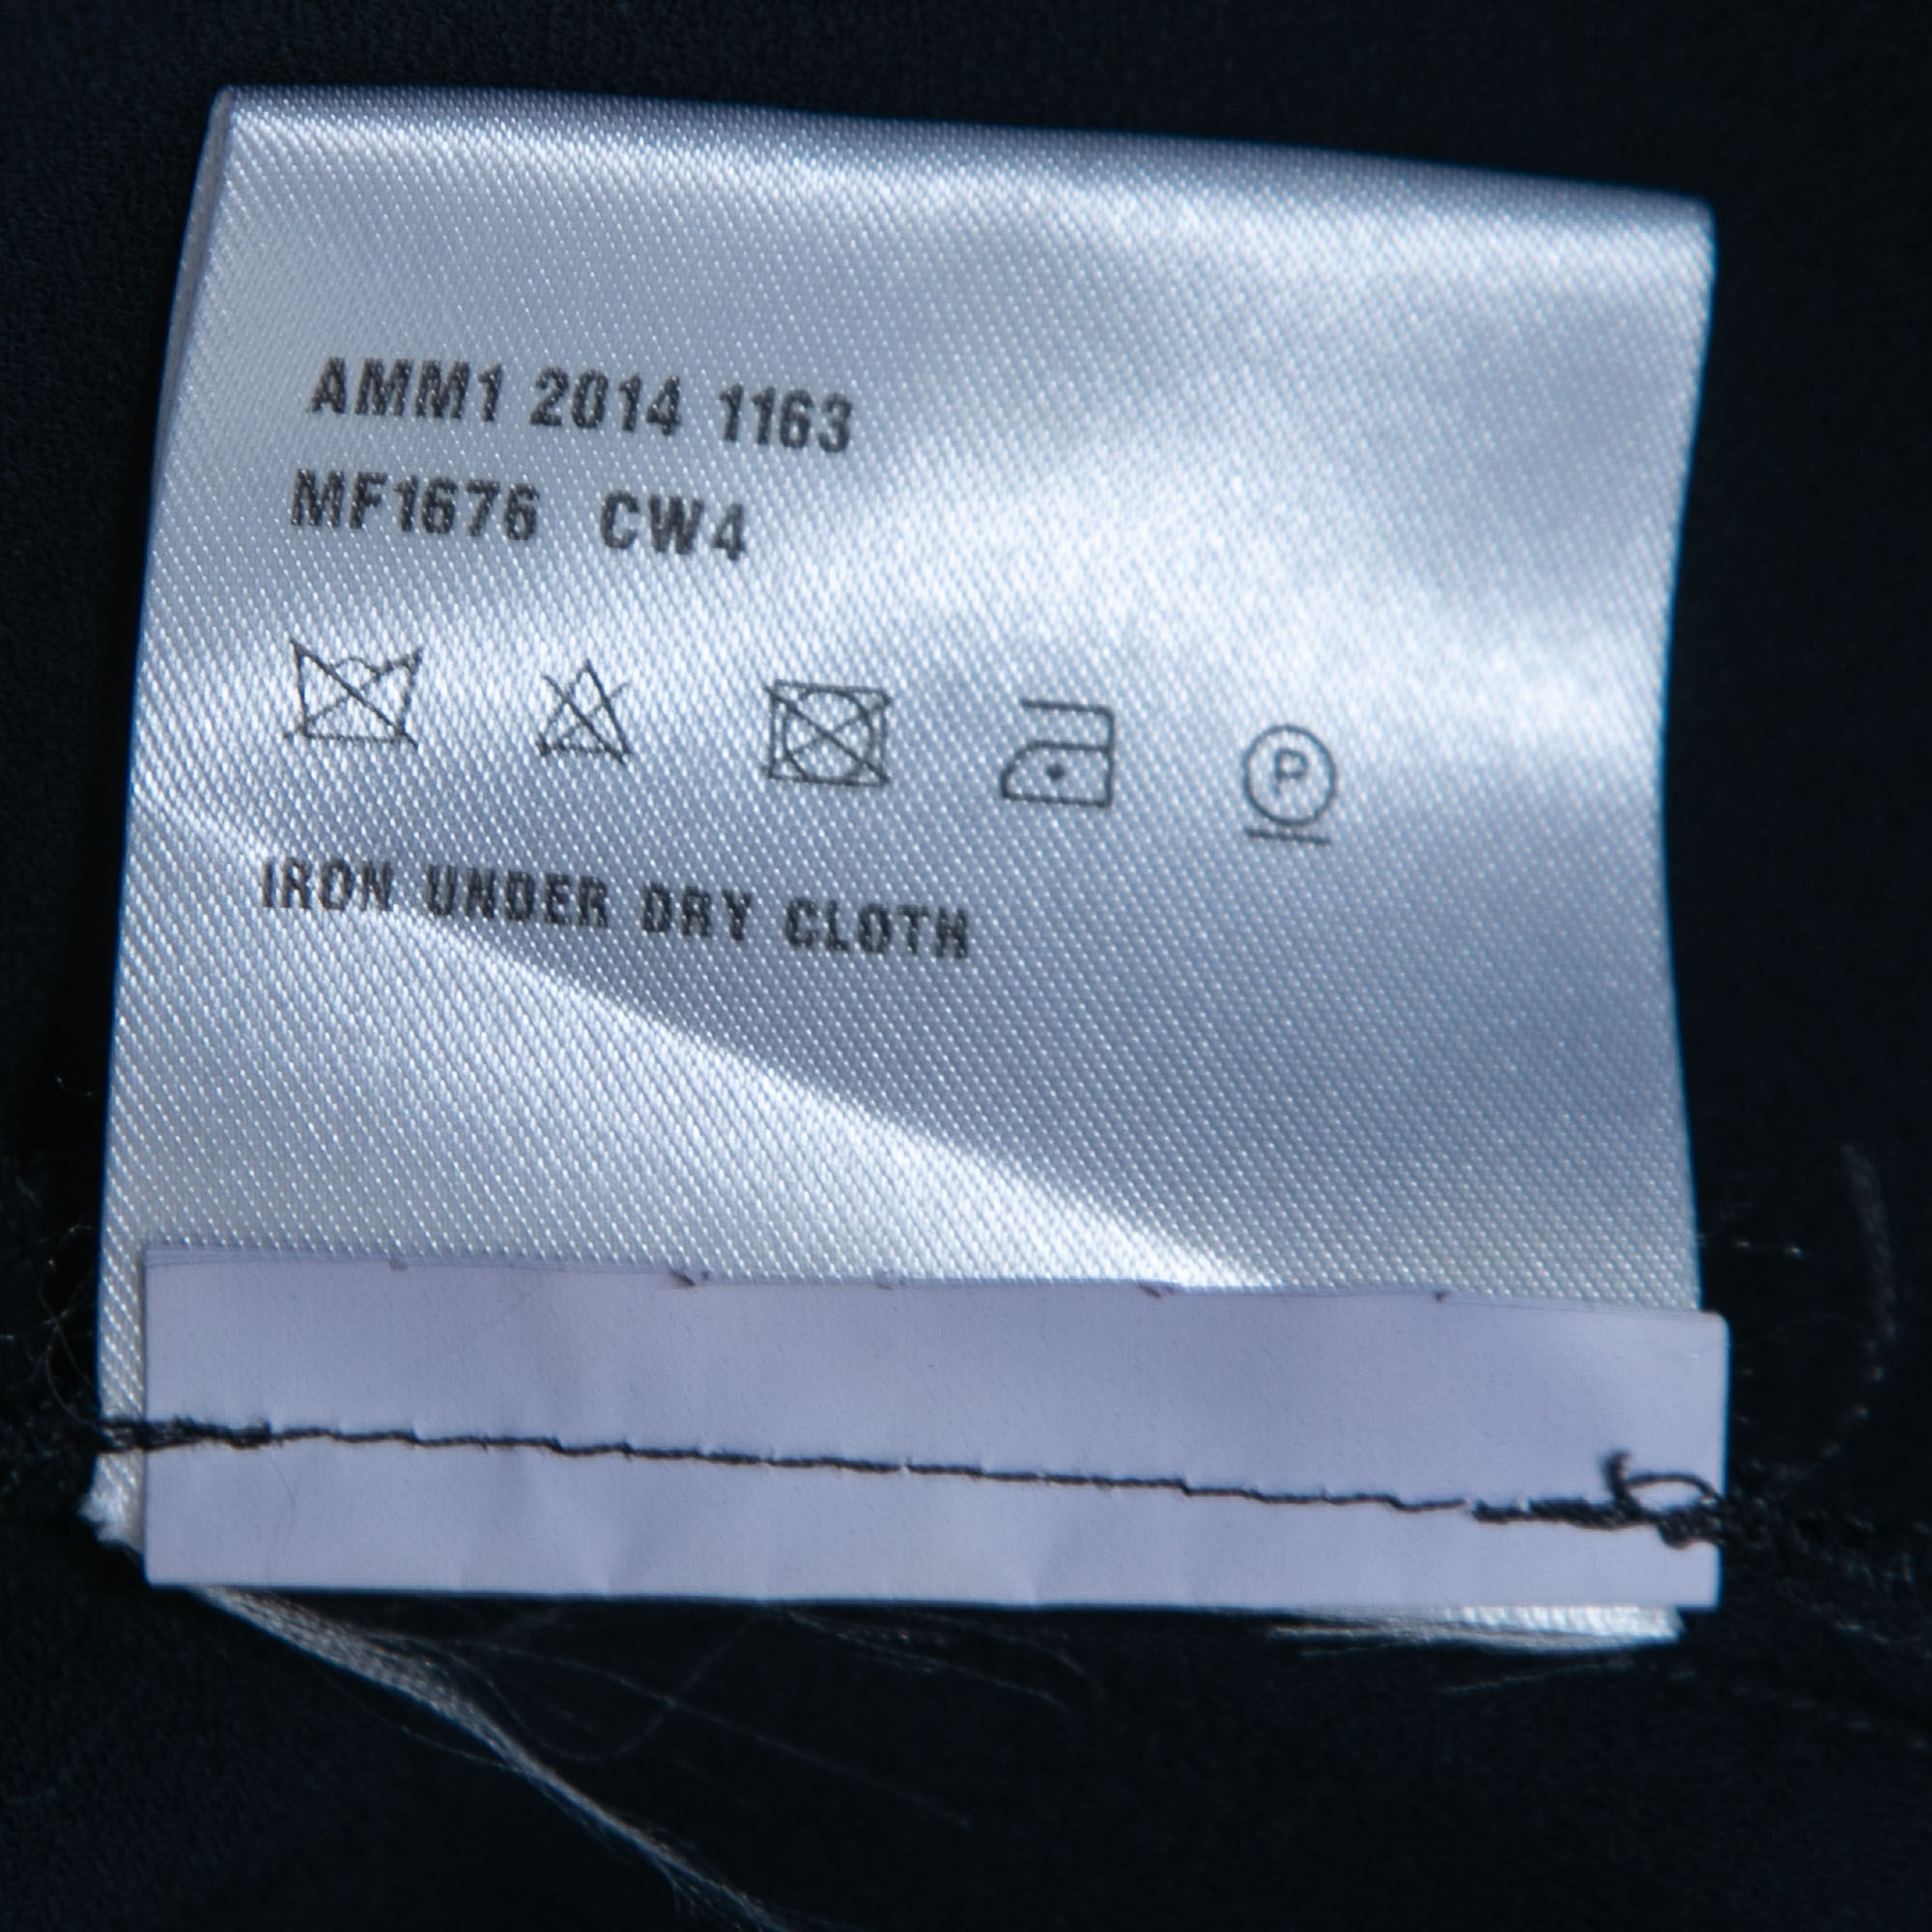 AMM1 2014 1163
MF1676 CW4
P
IRON UNDER DRY CLOTH